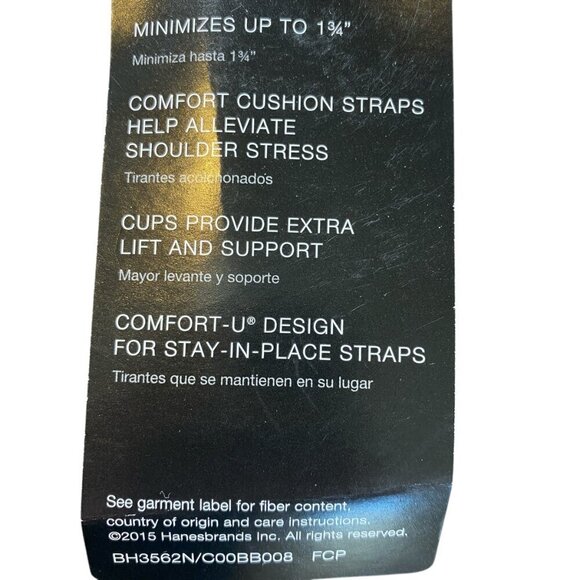 MINIMIZES UP TO 1¾”
Minimiza hasta 1¾”
COMFORT CUSHION STRAPS
HELP ALLEVIATE
SHOULDER STRESS
Tirantes acolchonados
CUPS PROVIDE EXTRA
LIFT AND SUPPORT
Mayor levante y soporte
COMFORT-U® DESIGN
FOR STAY-IN-PLACE STRAPS
Tirantes que se mantienen en su lugar
See garment label for fiber content,
country of origin and care instructions.
©2015 Hanesbrands Inc. All rights reserved.
BH3562N/C00BB008 FCP